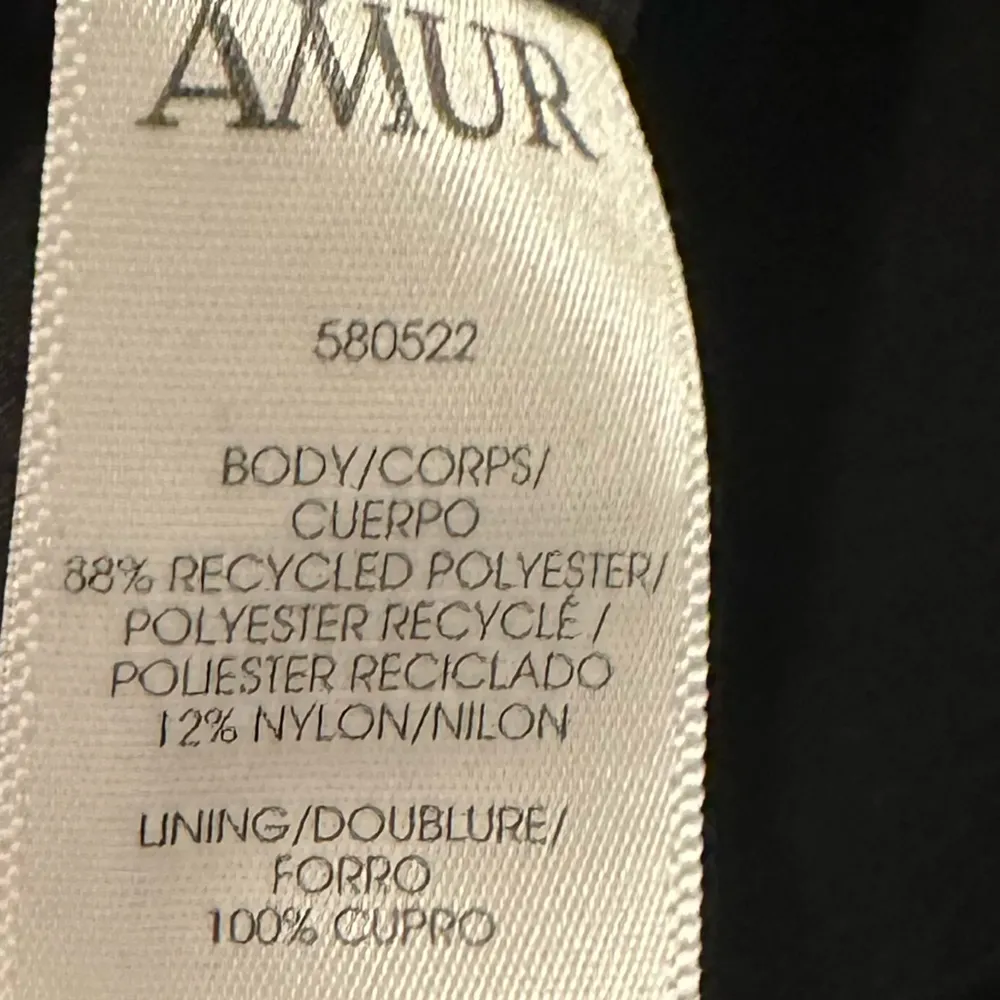 AMUR
580522
BODY/CORPS/
CUERPO
88% RECYCLED POLYESTER/
POLYESTER RECYCLÉ /
POLIESTER RECICLADO
12% NYLON/NILON
LINING/DOUBLURE/
FORRO
100% CUPRO